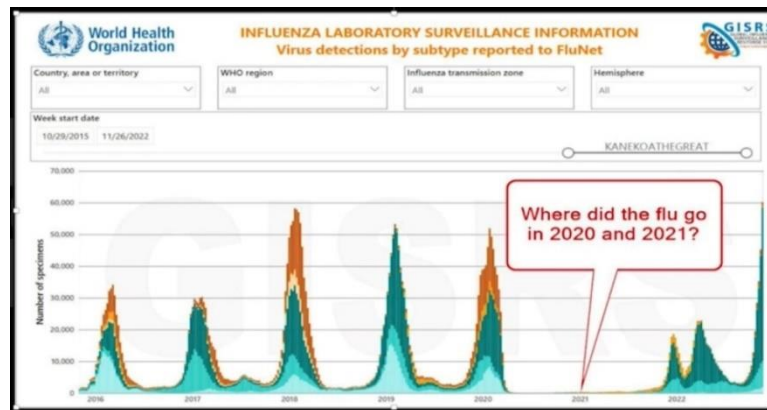 World Health
Organization
INFLUENZA LABORATORY SURVEILLANCE INFORMATION
Virus detections by subtype reported to FluNet
GISRS
Country, area or territory
All
WHO region
All
Influenza transmission zone
All
Hemisphere
All
Week start date
10/29/2015 11/26/2022
KANEKOATHEGREAT
Number of specimens
70,000
60,000
50,000
40,000
30,000
20,000
10,000
0
GISRS
Where did the flu go
in 2020 and 2021?
2016 2017 2018 2019 2020 2021 2022